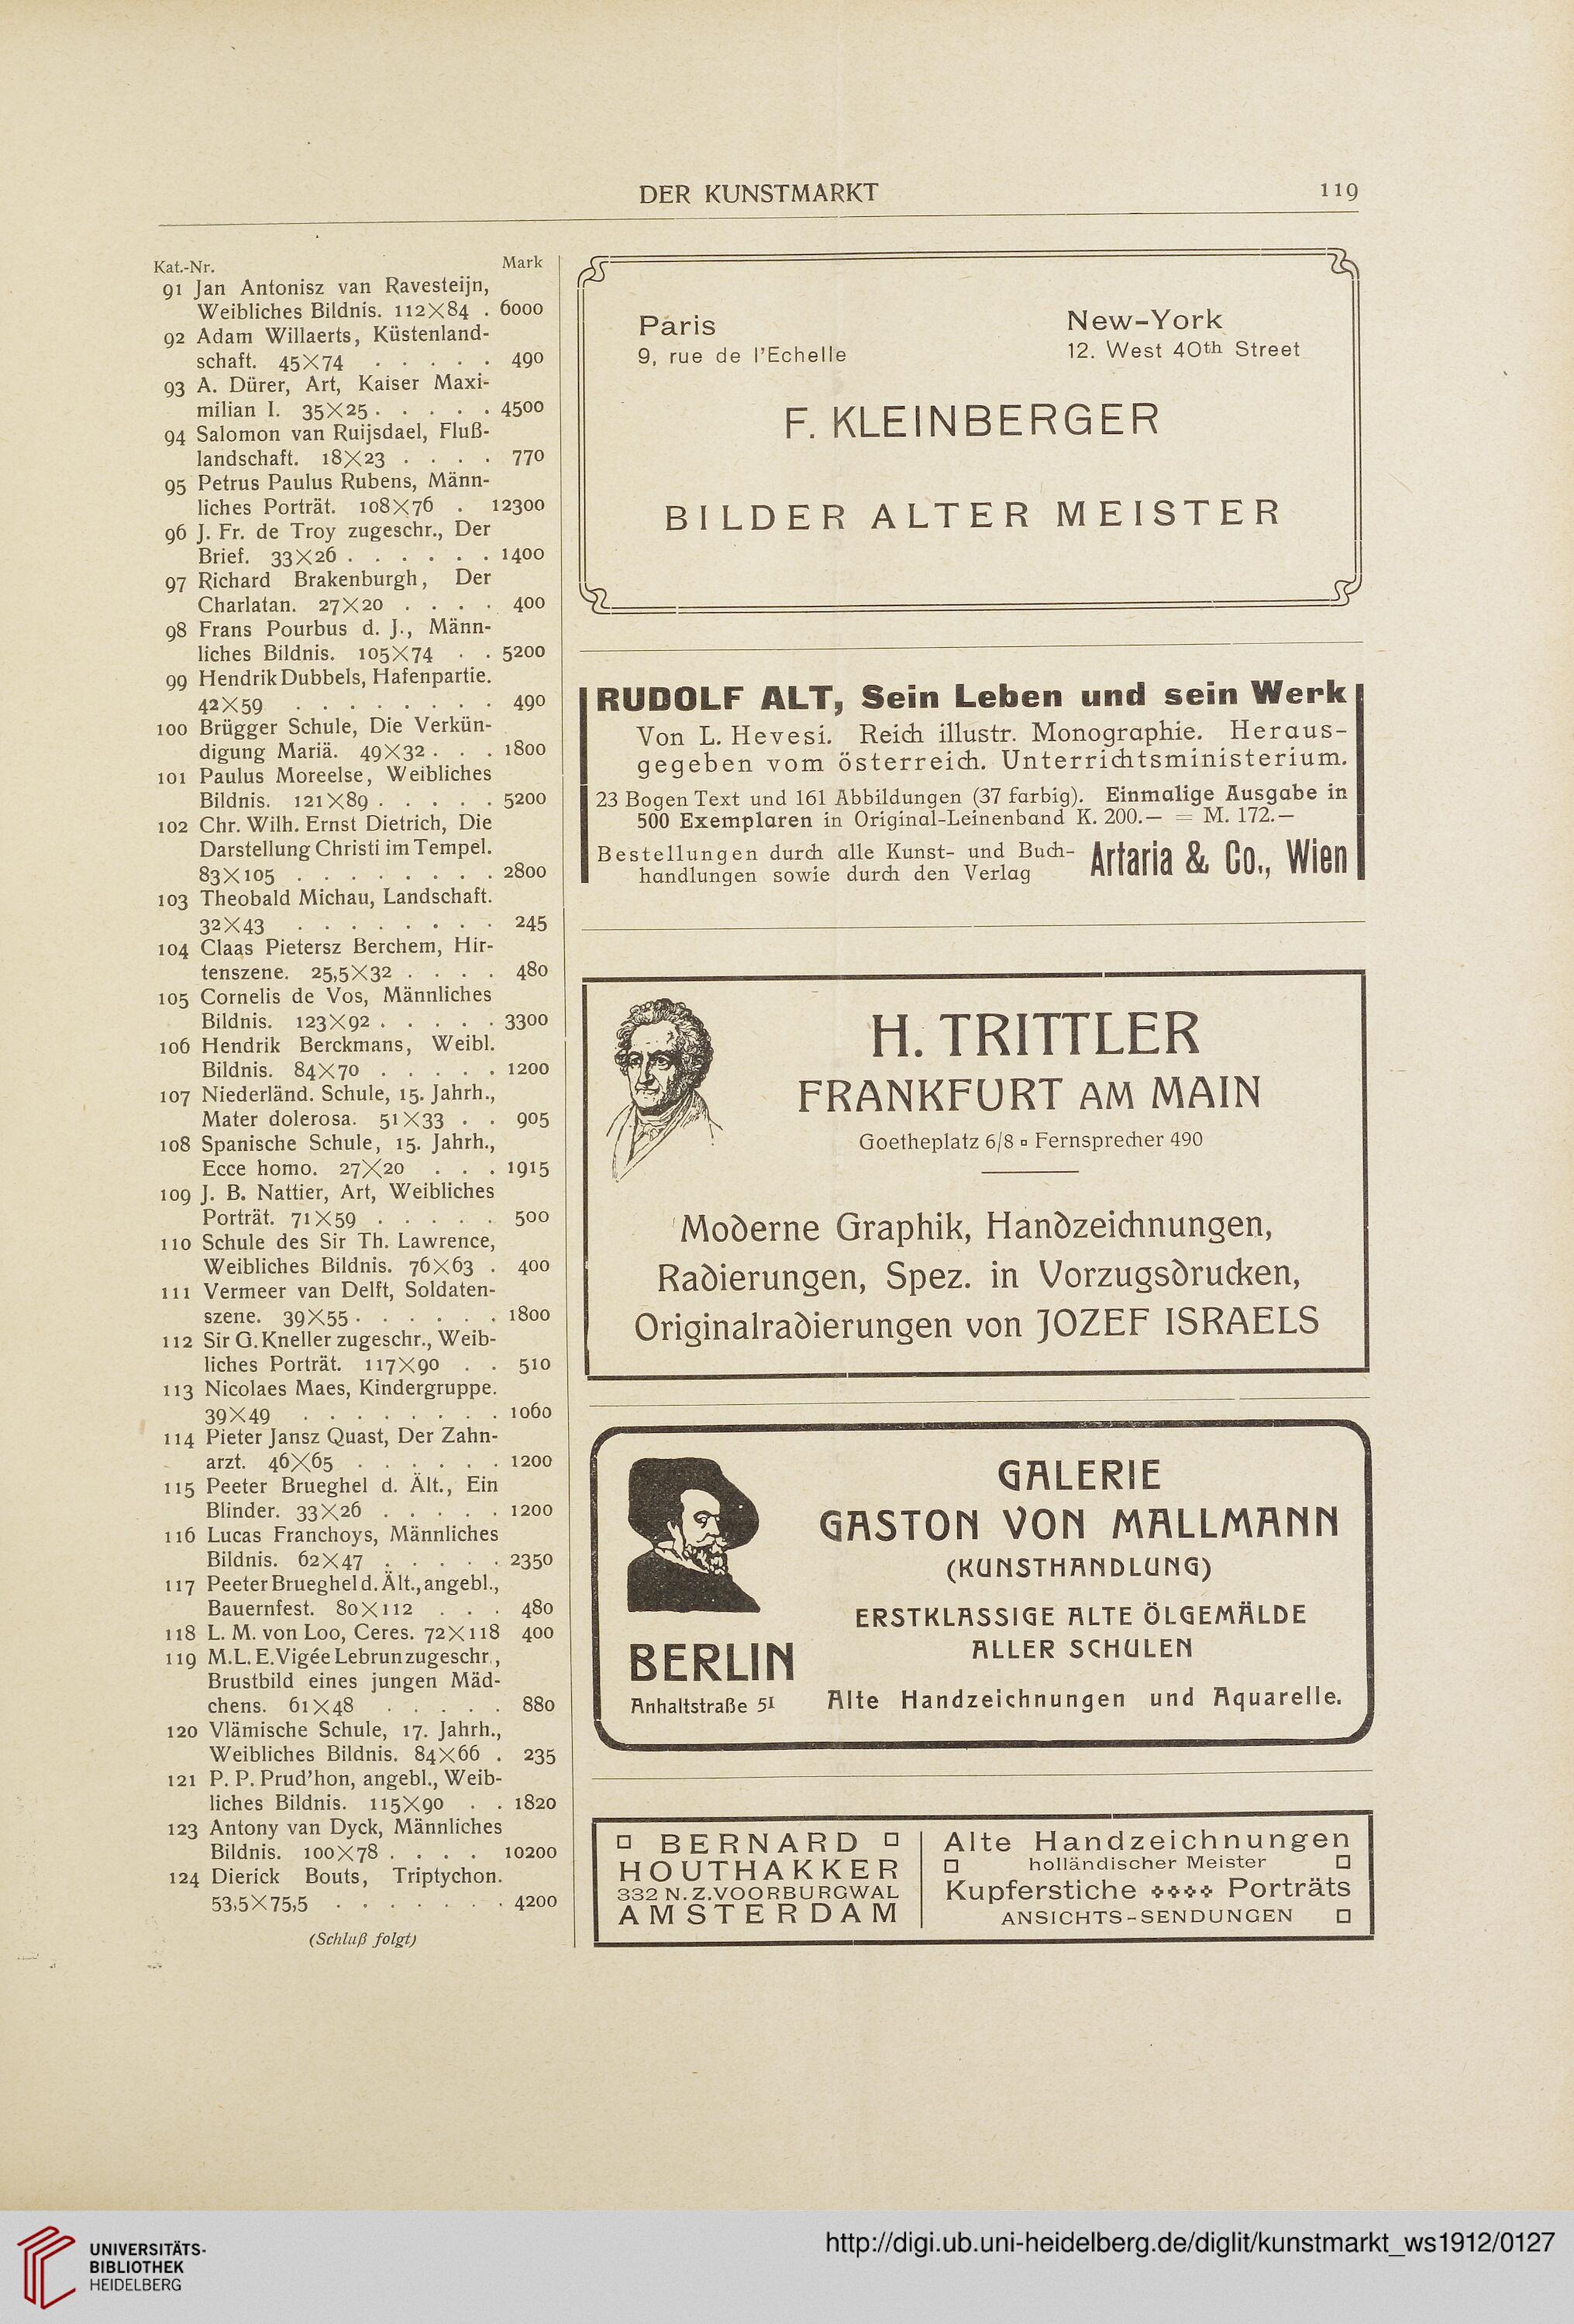 DER KUNSTMARKT 119
Kat.-Nr. Mark
91 Jan Antonisz van Ravesteijn,
Weibliches Bildnis. 112×84 . 6000
92 Adam Willaerts, Küstenland-
schaft. 45×74 . . . . . 490
93 A. Dürer, Art, Kaiser Maxi-
milian I. 35×25 . . . . . 4500
94 Salomon van Ruijsdael, Fluß-
landschaft. 18×23 . . . . 770
95 Petrus Paulus Rubens, Männ-
liches Porträt. 108×76 . 12300
96 J. Fr. de Troy zugeschr., Der
Brief. 33×26 . . . . . . 1400
97 Richard Brakenburgh, Der
Charlatan. 27×20 . . . . 400
98 Frans Pourbus d. J., Männ-
liches Bildnis. 105×74 . . 5200
99 Hendrik Dubbels, Hafenpartie.
42×59 . . . . . . . . 490
100 Brügger Schule, Die Verkün-
digung Mariä. 49×32 . . . 1800
101 Paulus Moreelse, Weibliches
Bildnis. 121×89 . . . . . 5200
102 Chr. Wilh. Ernst Dietrich, Die
Darstellung Christi im Tempel.
83×105 . . . . . . . . 2800
103 Theobald Michau, Landschaft.
32×43 . . . . . . . . 245
104 Claas Pietersz Berchem, Hir-
tenszene. 25,5×32 . . . . 480
105 Cornelis de Vos, Männliches
Bildnis. 123×92 . . . . . 3300
106 Hendrik Berckmans, Weibl.
Bildnis. 84×70 . . . . . 1200
107 Niederländ. Schule, 15. Jahrh.,
Mater dolerosa. 51×33 . . 905
108 Spanische Schule, 15. Jahrh.,
Ecce homo. 27×20 . . . 1915
109 J. B. Nattier, Art, Weibliches
Porträt. 71×59 . . . . . 500
110 Schule des Sir Th. Lawrence,
Weibliches Bildnis. 76×63 . 400
111 Vermeer van Delft, Soldaten-
szene. 39×55 . . . . . . 1800
112 Sir G. Kneller zugeschr., Weib-
liches Porträt. 117×90 . . 510
113 Nicolaes Maes, Kindergruppe.
39×49 . . . . . . . . 1060
114 Pieter Jansz Quast, Der Zahn-
arzt. 46×65 . . . . . . 1200
115 Peeter Brueghel d. Ält., Ein
Blinder. 33×26 . . . . . 1200
116 Lucas Franchoys, Männliches
Bildnis. 62×47 . . . . . 2350
117 Peeter Brueghel d. Ält., angebl.,
Bauernfest. 80×112 . . . 480
118 L. M. von Loo, Ceres. 72×118 400
119 M. L. E. Vigée Lebrun zugeschr.,
Brustbild eines jungen Mäd-
chens. 61×48 . . . . . 880
120 Vlämische Schule, 17. Jahrh.,
Weibliches Bildnis. 84×66 . 235
121 P. P. Prud'hon, angebl., Weib-
liches Bildnis. 115×90 . . 1820
123 Antony van Dyck, Männliches
Bildnis. 100×78 . . . . 10200
124 Dierick Bouts, Triptychon.
53,5×75,5 . . . . . . . 4200
(Schluß folgt)
Paris New-York
9, rue de l'Echelle 12. West 40th Street
F. KLEINBERGER
BILDER ALTER MEISTER
RUDOLF ALT, Sein Leben und sein Werk
Von L. Hevesi. Reich illustr. Monographie. Heraus-
gegeben vom österreich. Unterrichtsministerium.
23 Bogen Text und 161 Abbildungen (37 farbig). Einmalige Ausgabe in
500 Exemplaren in Original-Leinenband K. 200.— = M. 172.—
Bestellungen durch alle Kunst- und Buch-
handlungen sowie durch den Verlag Artaria & Co., Wien
H. TRITTLER
FRANKFURT AM MAIN
Goetheplatz 6/8 ▫ Fernsprecher 490
Moderne Graphik, Handzeichnungen,
Radierungen, Spez. in Vorzugsdrucken,
Originalradierungen von JOZEF ISRAELS
GALERIE
GASTON VON MALLMANN
(KUNSTHANDLUNG)
ERSTKLASSIGE ALTE ÖLGEMÄLDE
ALLER SCHULEN
BERLIN
Anhaltstraße 51 Alte Handzeichnungen und Aquarelle.
□ BERNARD □
HOUTHAKKER
332 N.Z.VOORBURGWAL
AMSTERDAM
Alte Handzeichnungen
□ holländischer Meister □
Kupferstiche Porträts
ANSICHTS-SENDUNGEN □
UNIVERSITÄTS-
BIBLIOTHEK
HEIDELBERG
http://digi.ub.uni-heidelberg.de/diglit/kunstmarkt_ws1912/0127